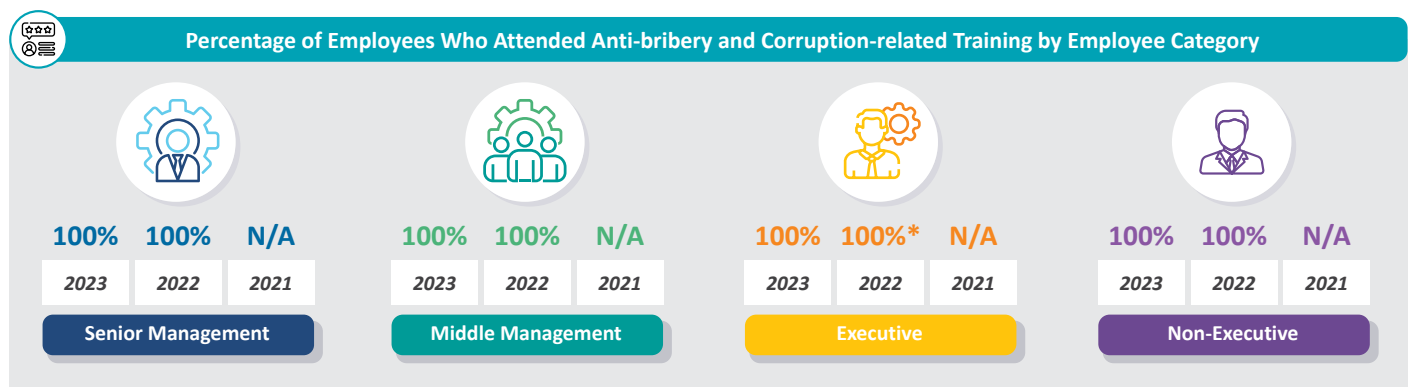 Percentage of Employees Who Attended Anti-bribery and Corruption-related Training by Employee Category
100% 100% N/A
2023 2022 2021
Senior Management
100% 100% N/A
2023 2022 2021
Middle Management
100% 100%* N/A
2023 2022 2021
Executive
100% 100% N/A
2023 2022 2021
Non-Executive